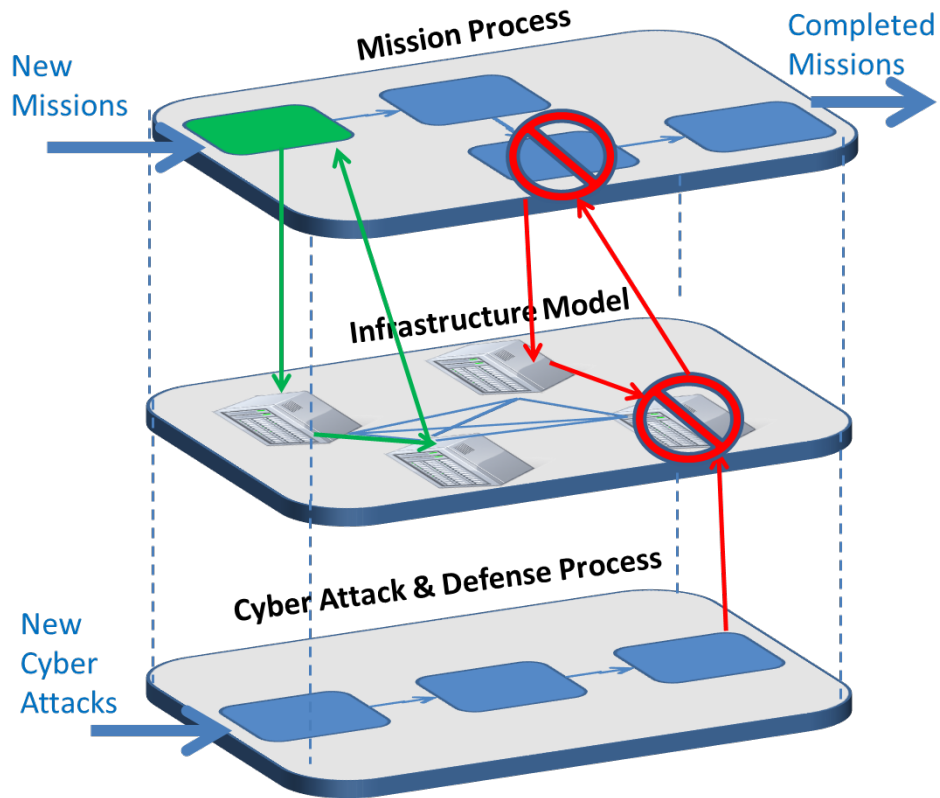 Mission Process
New
Missions
Completed
Missions
Infrastructure Model
Cyber Attack & Defense Process
New
Cyber
Attacks